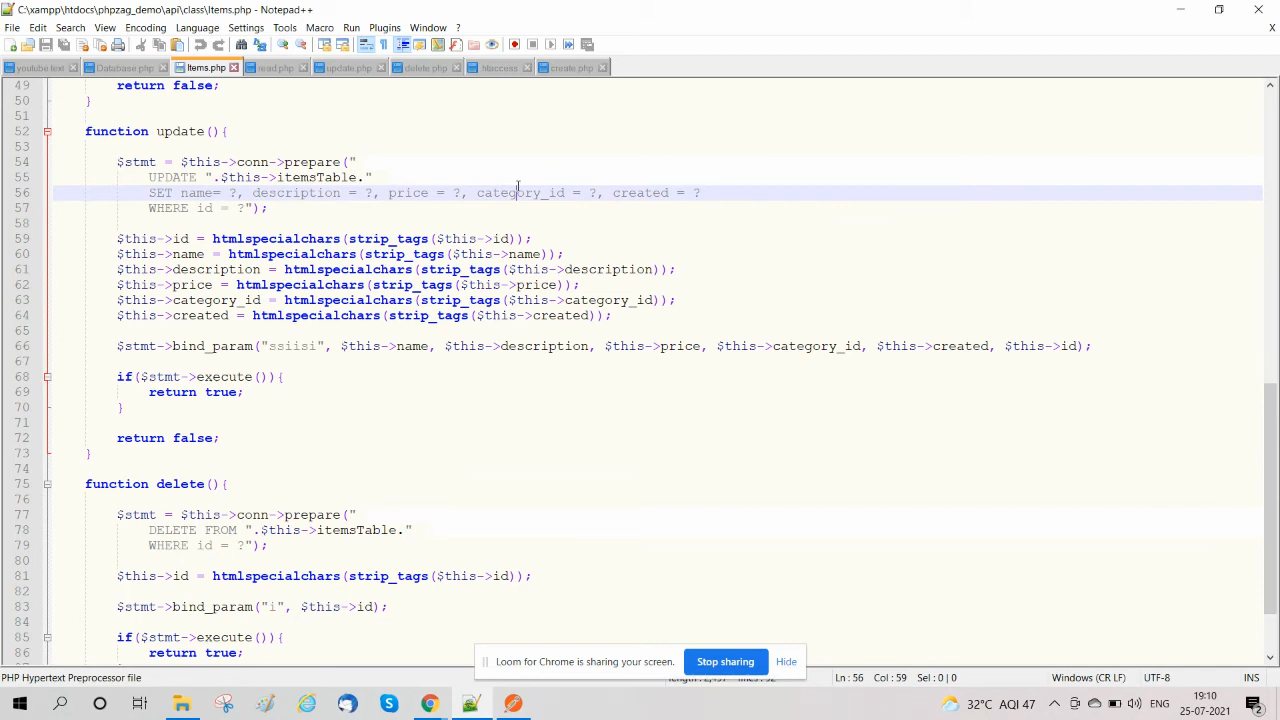 C:\xampp\htdocs\phpzag_demo\api\class\Items.php - Notepad++
File Edit Search View Encoding Language Settings Tools Macro Run Plugins Window ?
X
youtube text Database.php Items.php read.php update.php delete.php .htaccess create.php
49 return false;
50 }
51
52 function update(){
53
54 $stmt = $this->conn->prepare("
55 UPDATE ".$this->itemsTable."
56 SET name= ?, description = ?, price = ?, category_id = ?, created = ?
57 WHERE id = ?");
58
59 $this->id = htmlspecialchars(strip_tags($this->id));
60 $this->name = htmlspecialchars(strip_tags($this->name));
61 $this->description = htmlspecialchars(strip_tags($this->description));
62 $this->price = htmlspecialchars(strip_tags($this->price));
63 $this->category_id = htmlspecialchars(strip_tags($this->category_id));
64 $this->created = htmlspecialchars(strip_tags($this->created));
65
66 $stmt->bind_param("ssiisi", $this->name, $this->description, $this->price, $this->category_id, $this->created, $this->id);
67
68 if($stmt->execute()){
69 return true;
70 }
71
72 return false;
73 }
74
75 function delete(){
76
77 $stmt = $this->conn->prepare("
78 DELETE FROM ".$this->itemsTable."
79 WHERE id = ?");
80
81 $this->id = htmlspecialchars(strip_tags($this->id));
82
83 $stmt->bind_param("i", $this->id);
84
85 if($stmt->execute()){
86 return true;
Loom for Chrome is sharing your screen. Stop sharing Hide
PHP Hypertext Preprocessor file Ln : 56 Col : 59 Sel : 0 | 0 Windows (CR LF) UTF-8 INS
32°C AQI 47 19:10
25-07-2021
2